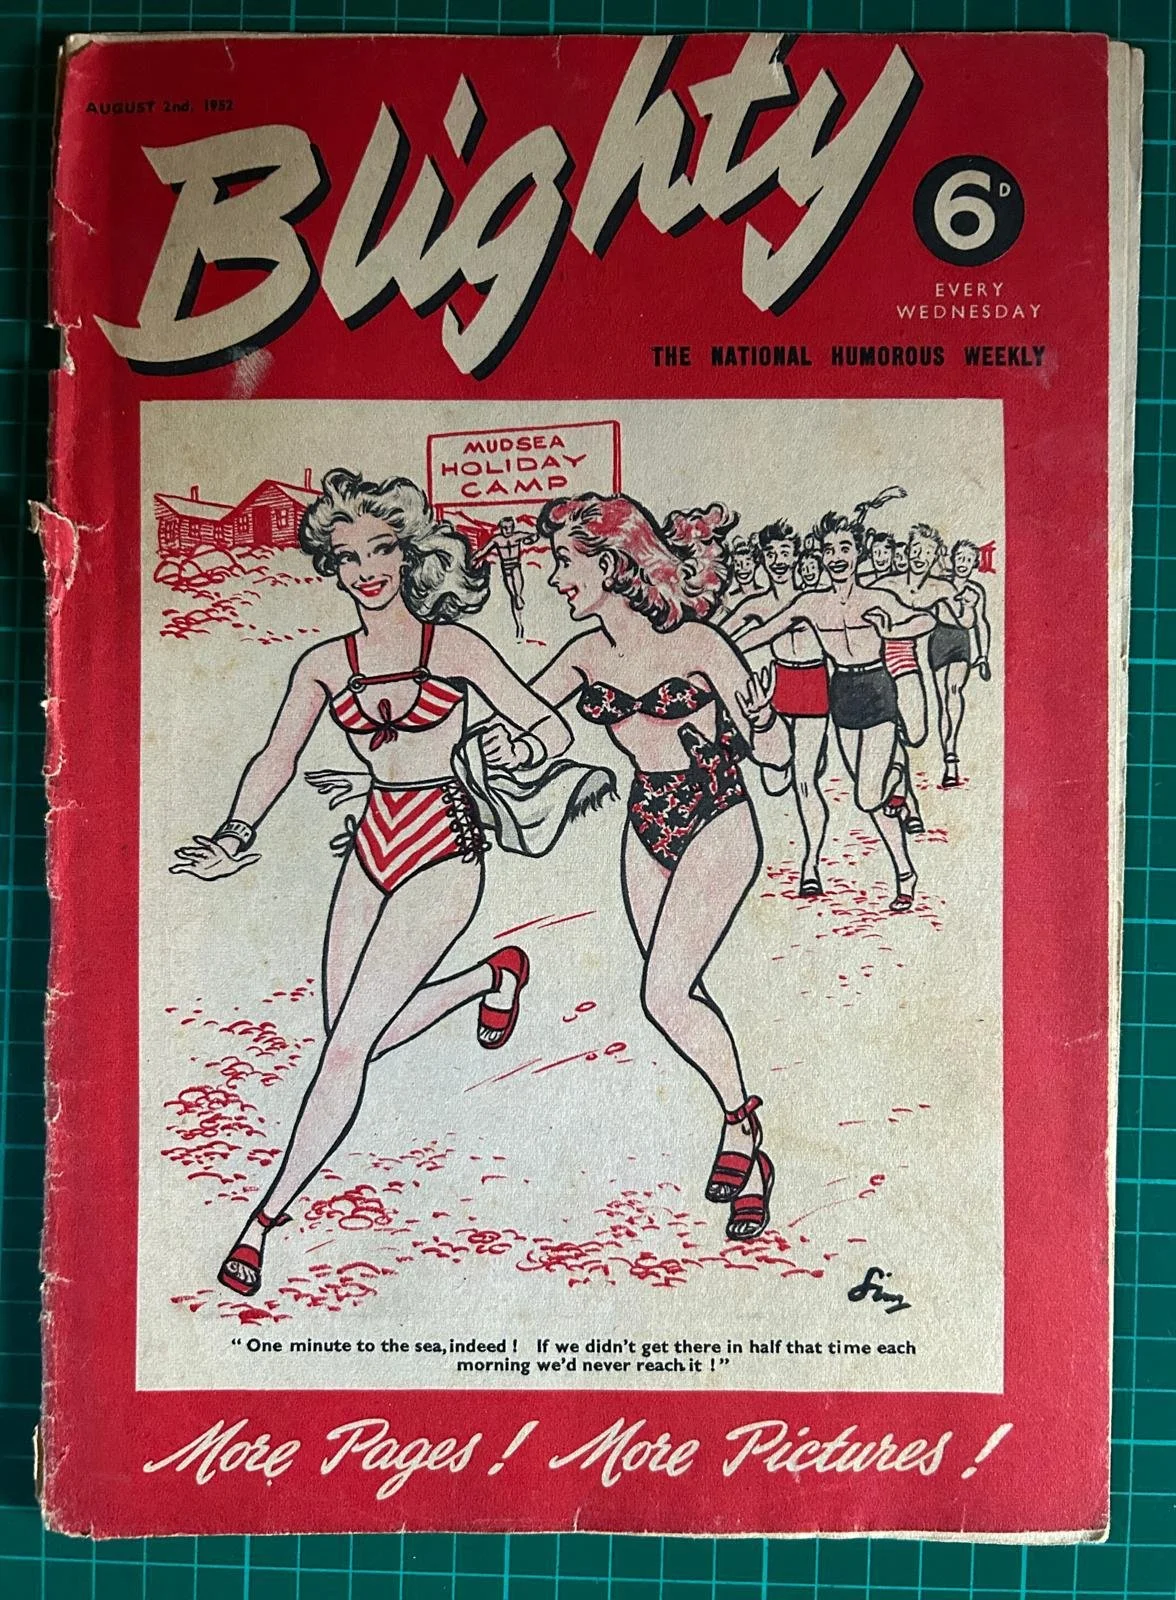 AUGUST 2nd, 1952
Blighty
6D
EVERY
WEDNESDAY
THE NATIONAL HUMOROUS WEEKLY
MUDSEA
HOLIDAY
CAMP
“ One minute to the sea, indeed ! If we didn't get there in half that time each
morning we'd never reach it ! ”
More Pages ! More Pictures !